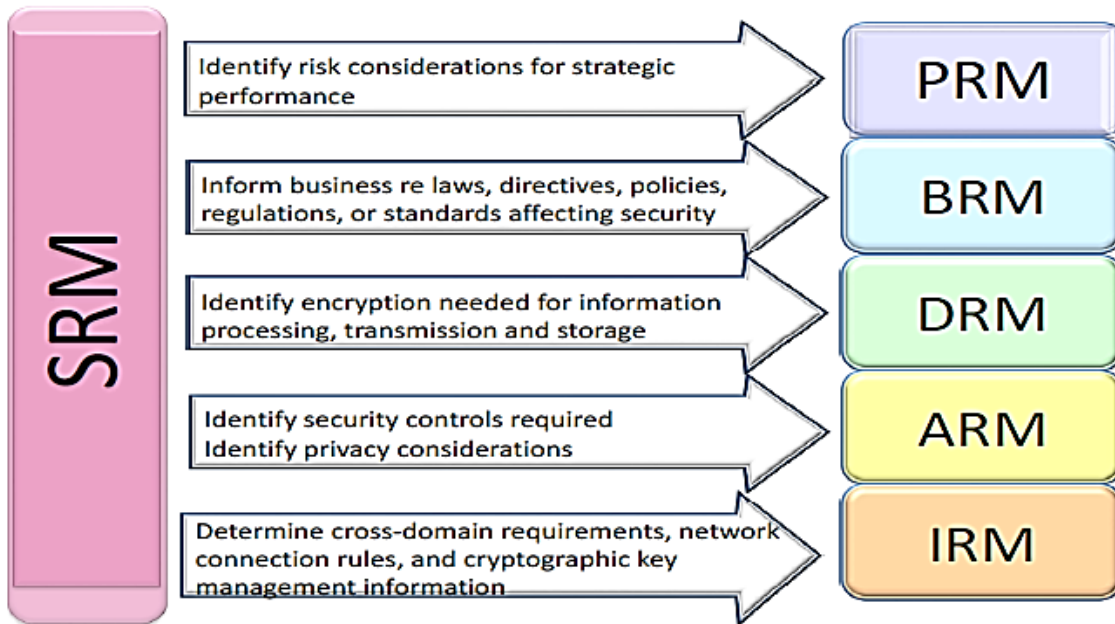 SRM
Identify risk considerations for strategic
performance
PRM
Inform business re laws, directives, policies,
regulations, or standards affecting security
BRM
Identify encryption needed for information
processing, transmission and storage
DRM
Identify security controls required
Identify privacy considerations
ARM
Determine cross-domain requirements, network
connection rules, and cryptographic key
management information
IRM